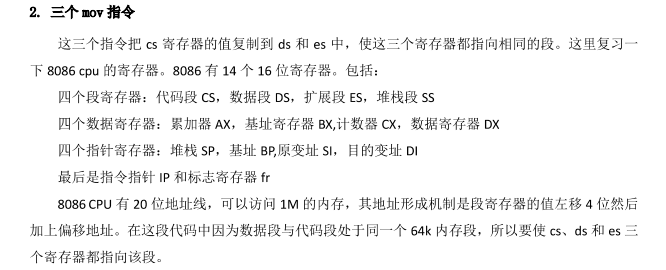 2. 三个 mov 指令
这三个指令把 cs 寄存器的值复制到 ds 和 es 中，使这三个寄存器都指向相同的段。这里复习一
下 8086 cpu 的寄存器。8086 有 14 个 16 位寄存器。包括：
四个段寄存器：代码段 CS，数据段 DS，扩展段 ES，堆栈段 SS
四个数据寄存器：累加器 AX，基址寄存器 BX,计数器 CX，数据寄存器 DX
四个指针寄存器：堆栈 SP，基址 BP,原变址 SI，目的变址 DI
最后是指令指针 IP 和标志寄存器 fr
8086 CPU 有 20 位地址线，可以访问 1M 的内存，其地址形成机制是段寄存器的值左移 4 位然后
加上偏移地址。在这段代码中因为数据段与代码段处于同一个 64k 内存段，所以要使 cs、ds 和 es 三
个寄存器都指向该段。